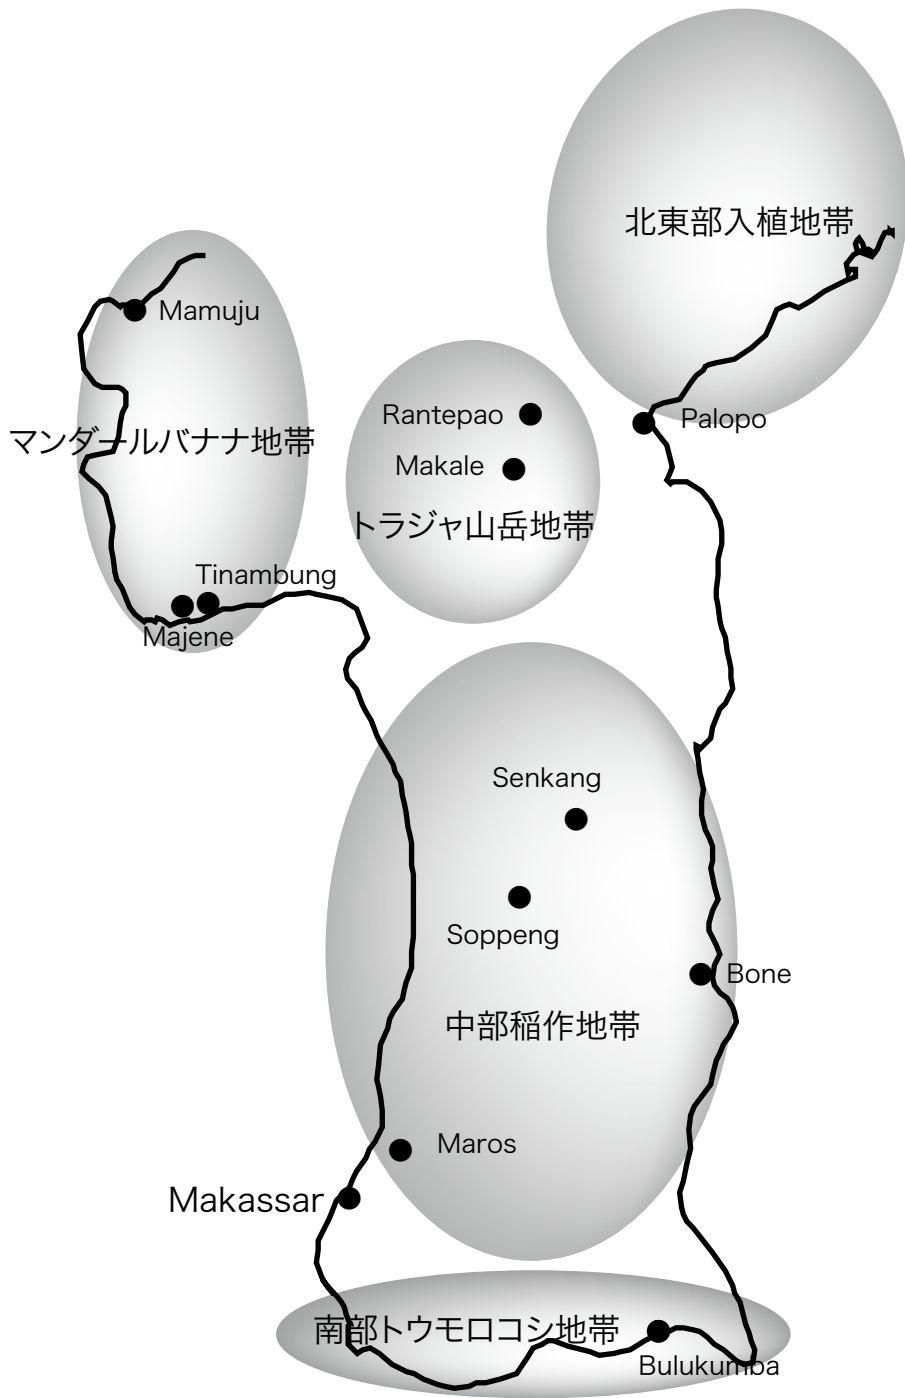 北東部入植地帯
Mamuju
Rantepao
Palopo
マンダールバナナ地帯
Makale
トラジャ山岳地帯
Tinambung
Majene
Senkang
Soppeng
Bone
中部稲作地帯
Maros
Makassar
南部トウモロコシ地帯
Bulukumba